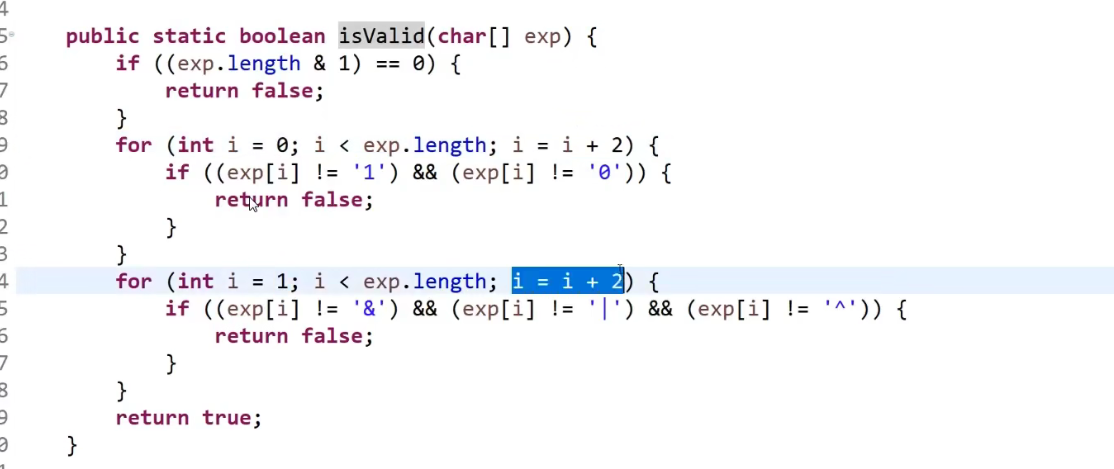 4
5 public static boolean isValid(char[] exp) {
6 if ((exp.length & 1) == 0) {
7 return false;
8 }
9 for (int i = 0; i < exp.length; i = i + 2) {
0 if ((exp[i] != '1') && (exp[i] != '0')) {
1 return false;
2 }
3 }
4 for (int i = 1; i < exp.length; i = i + 2) {
5 if ((exp[i] != '&') && (exp[i] != '|') && (exp[i] != '^')) {
6 return false;
7 }
8 }
9 return true;
0 }